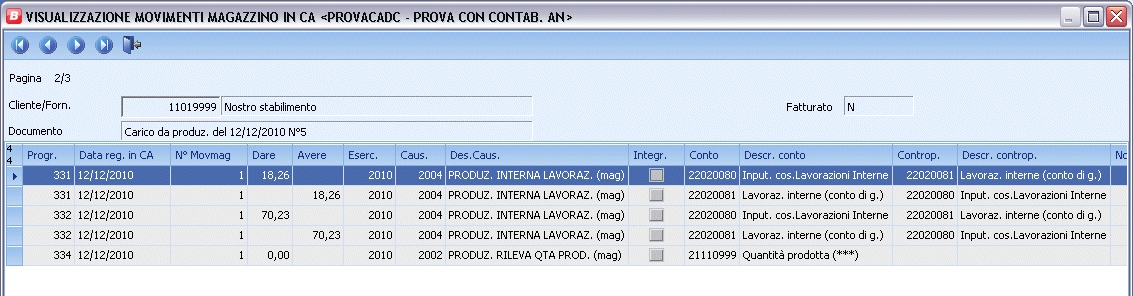 B VISUALIZZAZIONE MOVIMENTI MAGAZZINO IN CA <PROVACADC - PROVA CON CONTAB. AN>
Pagina 2/3
Cliente/Forn. 11019999 Nostro stabilimento Fatturato N
Documento Carico da produz. del 12/12/2010 N°5
4 4 Progr. Data reg. in CA N° Movmag Dare Avere Eserc. Caus. Des.Caus. Integr. Conto Descr. conto Controp. Descr. controp. No
331 12/12/2010 1 18,26 2010 2004 PRODUZ. INTERNA LAVORAZ. (mag) 22020080 Input. cos.Lavorazioni Interne 22020081 Lavoraz. interne (conto di g.)
331 12/12/2010 1 18,26 2010 2004 PRODUZ. INTERNA LAVORAZ. (mag) 22020081 Lavoraz. interne (conto di g.) 22020080 Input. cos.Lavorazioni Interne
332 12/12/2010 1 70,23 2010 2004 PRODUZ. INTERNA LAVORAZ. (mag) 22020080 Input. cos.Lavorazioni Interne 22020081 Lavoraz. interne (conto di g.)
332 12/12/2010 1 70,23 2010 2004 PRODUZ. INTERNA LAVORAZ. (mag) 22020081 Lavoraz. interne (conto di g.) 22020080 Input. cos.Lavorazioni Interne
334 12/12/2010 1 0,00 2010 2002 PRODUZ. RILEVA QTA PROD. (mag) 21110999 Quantità prodotta (***)